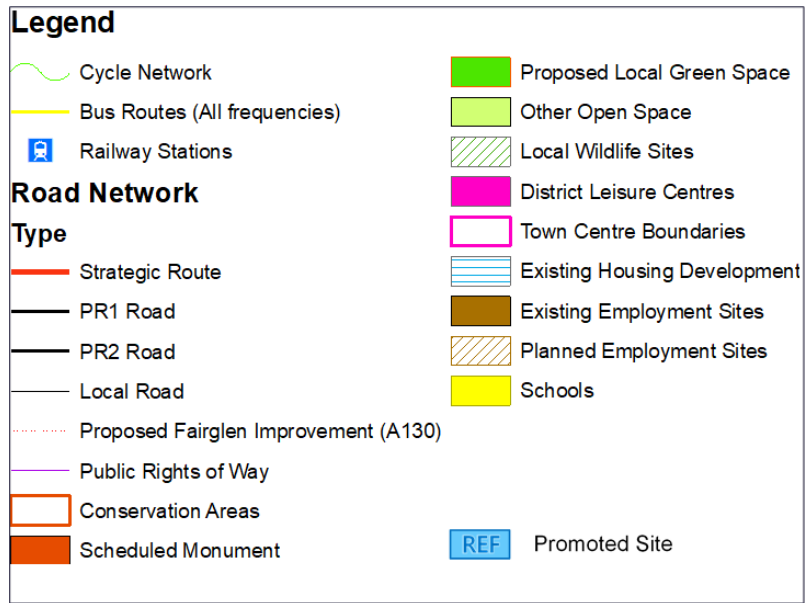 Legend
Cycle Network
Bus Routes (All frequencies)
Railway Stations
Road Network
Type
Strategic Route
PR1 Road
PR2 Road
Local Road
Proposed Fairglen Improvement (A130)
Public Rights of Way
Conservation Areas
Scheduled Monument
Proposed Local Green Space
Other Open Space
Local Wildlife Sites
District Leisure Centres
Town Centre Boundaries
Existing Housing Development
Existing Employment Sites
Planned Employment Sites
Schools
REF Promoted Site